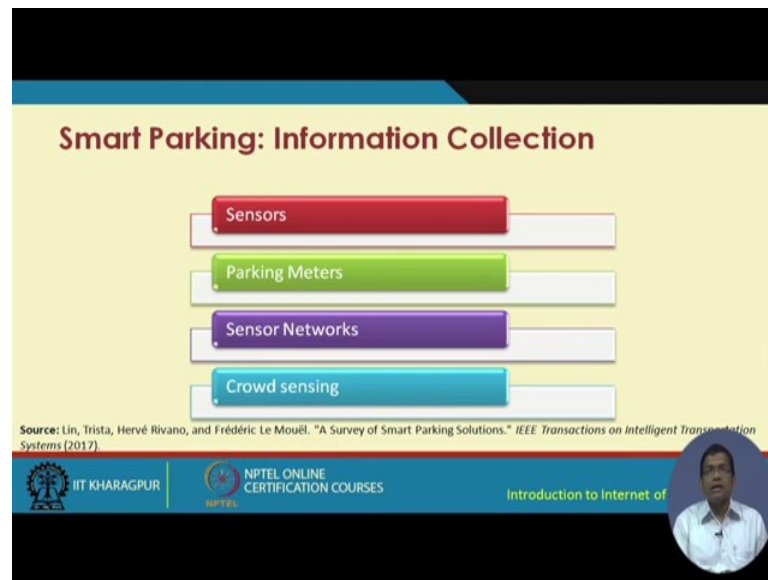 Smart Parking: Information Collection
Sensors
Parking Meters
Sensor Networks
Crowd sensing
Source: Lin, Trista, Hervé Rivano, and Frédéric Le Mouël. "A Survey of Smart Parking Solutions." IEEE Transactions on Intelligent Transportation
Systems (2017).
IIT KHARAGPUR
NPTEL
NPTEL ONLINE
CERTIFICATION COURSES
Introduction to Internet of